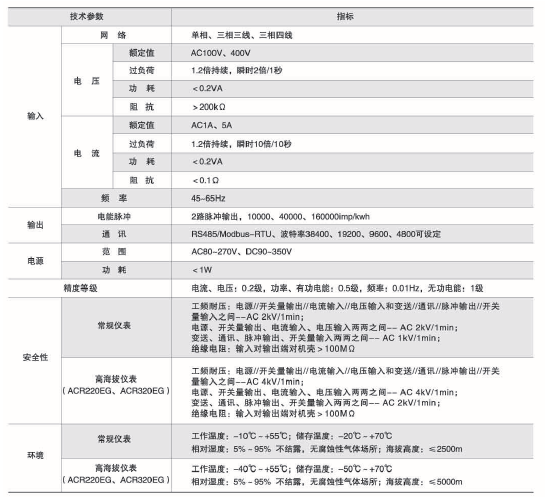 技术参数 指标
输入 网 络 单相、三相三线、三相四线
电 压 额定值 AC100V、400V
过负荷 1.2倍持续，瞬时2倍/1秒
功 耗 ＜0.2VA
阻 抗 ＞200kΩ
电 流 额定值 AC1A、5A
过负荷 1.2倍持续，瞬时10倍/10秒
功 耗 ＜0.2VA
阻 抗 ＜0.1Ω
频 率 45~65Hz
输出 电能脉冲 2路脉冲输出，10000、40000、160000imp/kwh
通 讯 RS485/Modbus-RTU、波特率38400、19200、9600、4800可设定
电源 范 围 AC80~270V、DC90~350V
功 耗 ＜1W
精度等级 电流、电压：0.2级，功率、有功电能：0.5级，频率：0.01Hz，无功电能：1级
安全性 常规仪表 工频耐压：电源//开关量输出//电流输入//电压输入和变送//通讯//脉冲输出//开关
量输入之间--AC 2kV/1min；
电源、开关量输出、电流输入、电压输入两两之间-- AC 2kV/1min；
变送、通讯、脉冲输出、开关量输入两两之间-- AC 1kV/1min；
绝缘电阻：输入对输出端对机壳＞100MΩ
高海拔仪表
（ACR220EG、ACR320EG） 工频耐压：电源//开关量输出//电流输入//电压输入和变送//通讯//脉冲输出//开关
量输入之间--AC 4kV/1min；
电源、开关量输出、电流输入、电压输入两两之间-- AC 4kV/1min；
变送、通讯、脉冲输出、开关量输入两两之间-- AC 2kV/1min；
绝缘电阻：输入对输出端对机壳＞100MΩ
环境 常规仪表 工作温度：-10℃~+55℃；储存温度：-20℃~+70℃
相对湿度：5%~95% 不结露，无腐蚀性气体场所；海拔高度：≤2500m
高海拔仪表
（ACR220EG、ACR320EG） 工作温度：-40℃~+55℃；储存温度：-50℃~+70℃
相对湿度：5%~95% 不结露，无腐蚀性气体场所；海拔高度：≤5000m